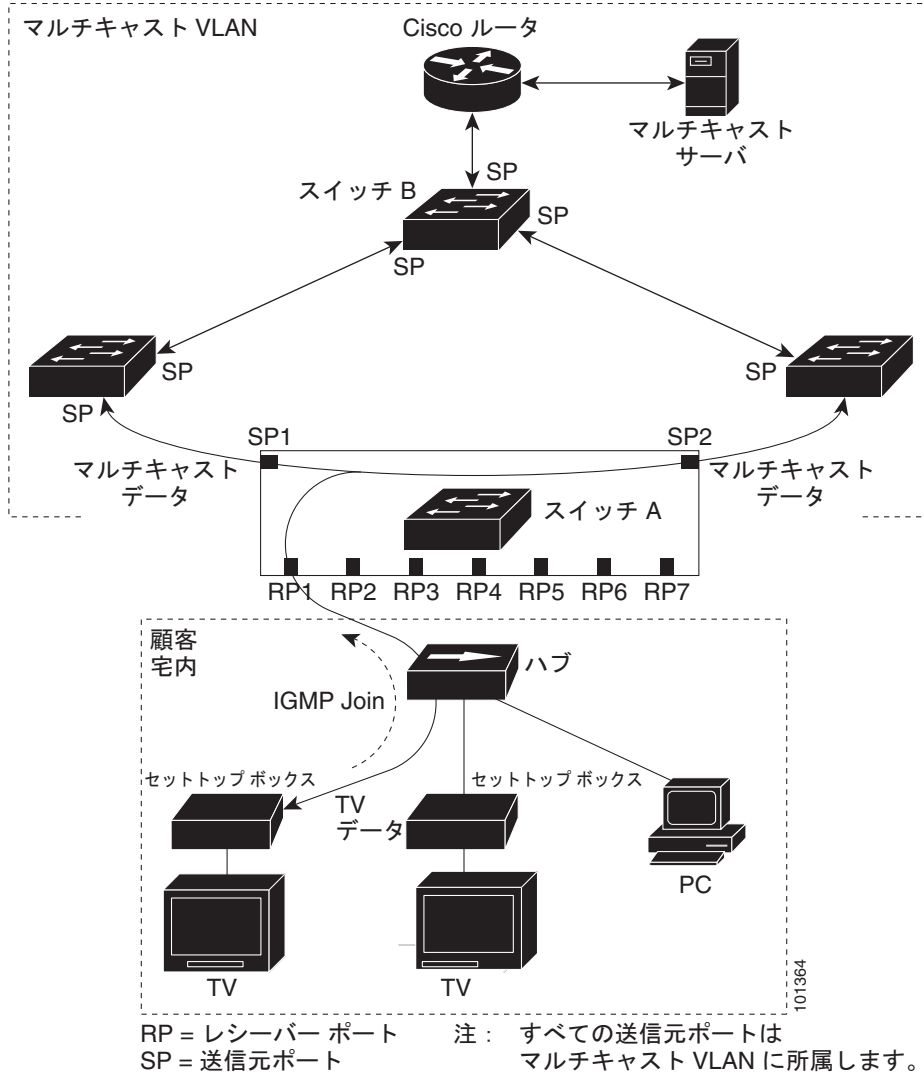 マルチキャスト VLAN
Cisco ルータ
マルチキャスト
サーバ
SP
スイッチ B
SP
SP
SP
SP
SP
SP1
SP2
マルチキャスト
データ
マルチキャスト
データ
スイッチ A
RP1 RP2 RP3 RP4 RP5 RP6 RP7
顧客
宅内
ハブ
IGMP Join
セットトップ ボックス
セットトップ ボックス
TV
データ
PC
TV
TV
101364
RP = レシーバー ポート
SP = 送信元ポート
注 : すべての送信元ポートは
マルチキャスト VLAN に所属します。